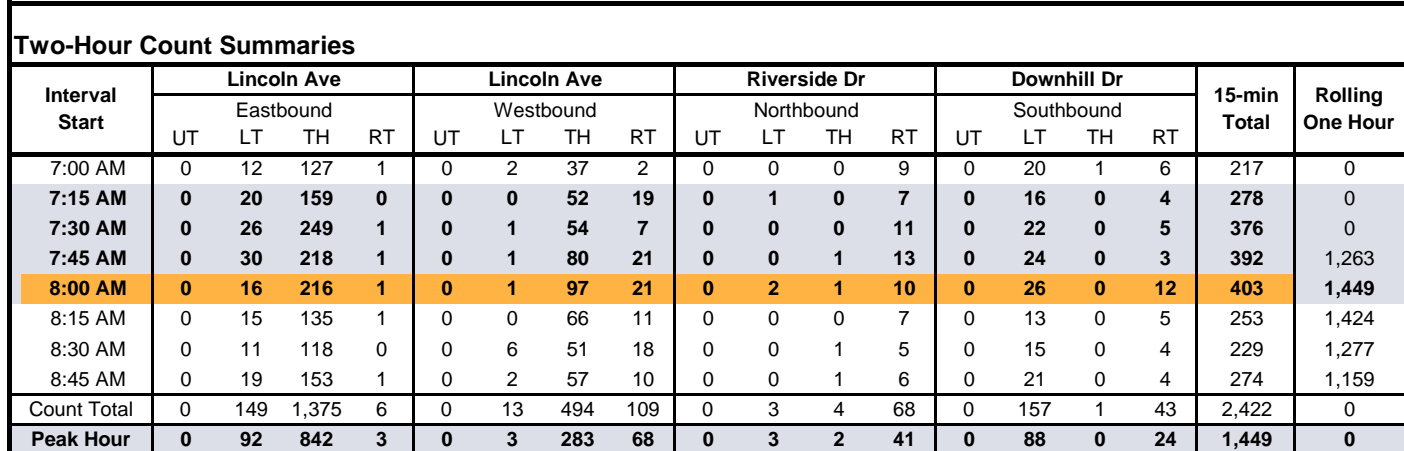 Two-Hour Count Summaries
Interval Start Lincoln Ave Lincoln Ave Riverside Dr Downhill Dr 15-min Total Rolling One Hour
Eastbound Westbound Northbound Southbound
UT LT TH RT UT LT TH RT UT LT TH RT UT LT TH RT
7:00 AM 0 12 127 1 0 2 37 2 0 0 0 9 0 20 1 6 217 0
7:15 AM 0 20 159 0 0 0 52 19 0 1 0 7 0 16 0 4 278 0
7:30 AM 0 26 249 1 0 1 54 7 0 0 0 11 0 22 0 5 376 0
7:45 AM 0 30 218 1 0 1 80 21 0 0 1 13 0 24 0 3 392 1,263
8:00 AM 0 16 216 1 0 1 97 21 0 2 1 10 0 26 0 12 403 1,449
8:15 AM 0 15 135 1 0 0 66 11 0 0 0 7 0 13 0 5 253 1,424
8:30 AM 0 11 118 0 0 6 51 18 0 0 1 5 0 15 0 4 229 1,277
8:45 AM 0 19 153 1 0 2 57 10 0 0 1 6 0 21 0 4 274 1,159
Count Total 0 149 1,375 6 0 13 494 109 0 3 4 68 0 157 1 43 2,422 0
Peak Hour 0 92 842 3 0 3 283 68 0 3 2 41 0 88 0 24 1,449 0